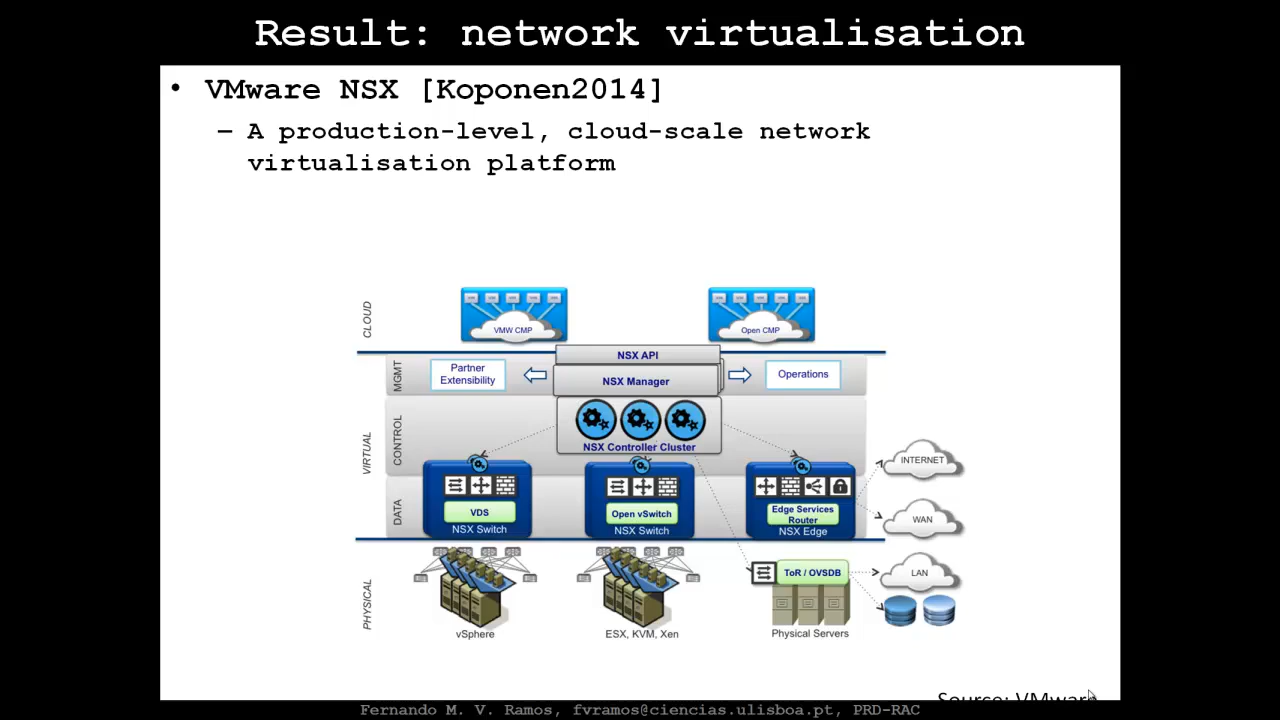 Result: network virtualisation
• VMware NSX [Koponen2014]
– A production-level, cloud-scale network
virtualisation platform
CLOUD
VMW CMP
Open CMP
NSX API
MGMT
Partner
Extensibility
NSX Manager
Operations
VIRTUAL
CONTROL
NSX Controller Cluster
INTERNET
DATA
VDS
NSX Switch
Open vSwitch
NSX Switch
Edge Services
Router
NSX Edge
WAN
PHYSICAL
ToR / OVSDB
LAN
vSphere
ESX, KVM, Xen
Physical Servers
Source: VMware
Fernando M. V. Ramos, fvramos@ciencias.ulisboa.pt, PRD-RAC